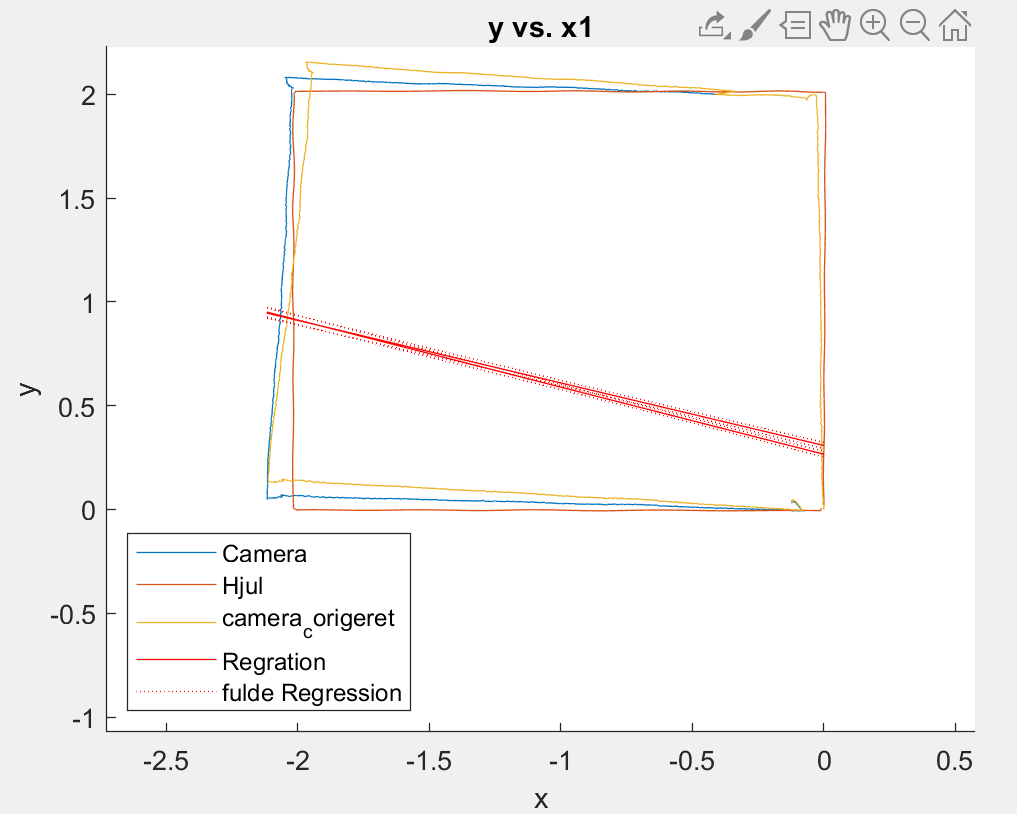 y vs. x1
2
1.5
1
0.5
0
-0.5
-1
y
Camera
Hjul
camera_corigeret
Regration
fulde Regression
-2.5 -2 -1.5 -1 -0.5 0 0.5
x